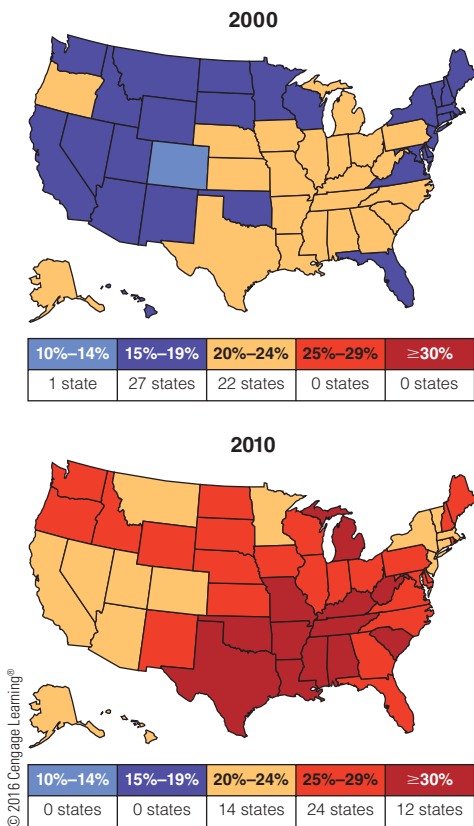 2000
10%–14% 15%–19% 20%–24% 25%–29% ≥30%
1 state 27 states 22 states 0 states 0 states
2010
10%–14% 15%–19% 20%–24% 25%–29% ≥30%
0 states 0 states 14 states 24 states 12 states
© 2016 Cengage Learning®